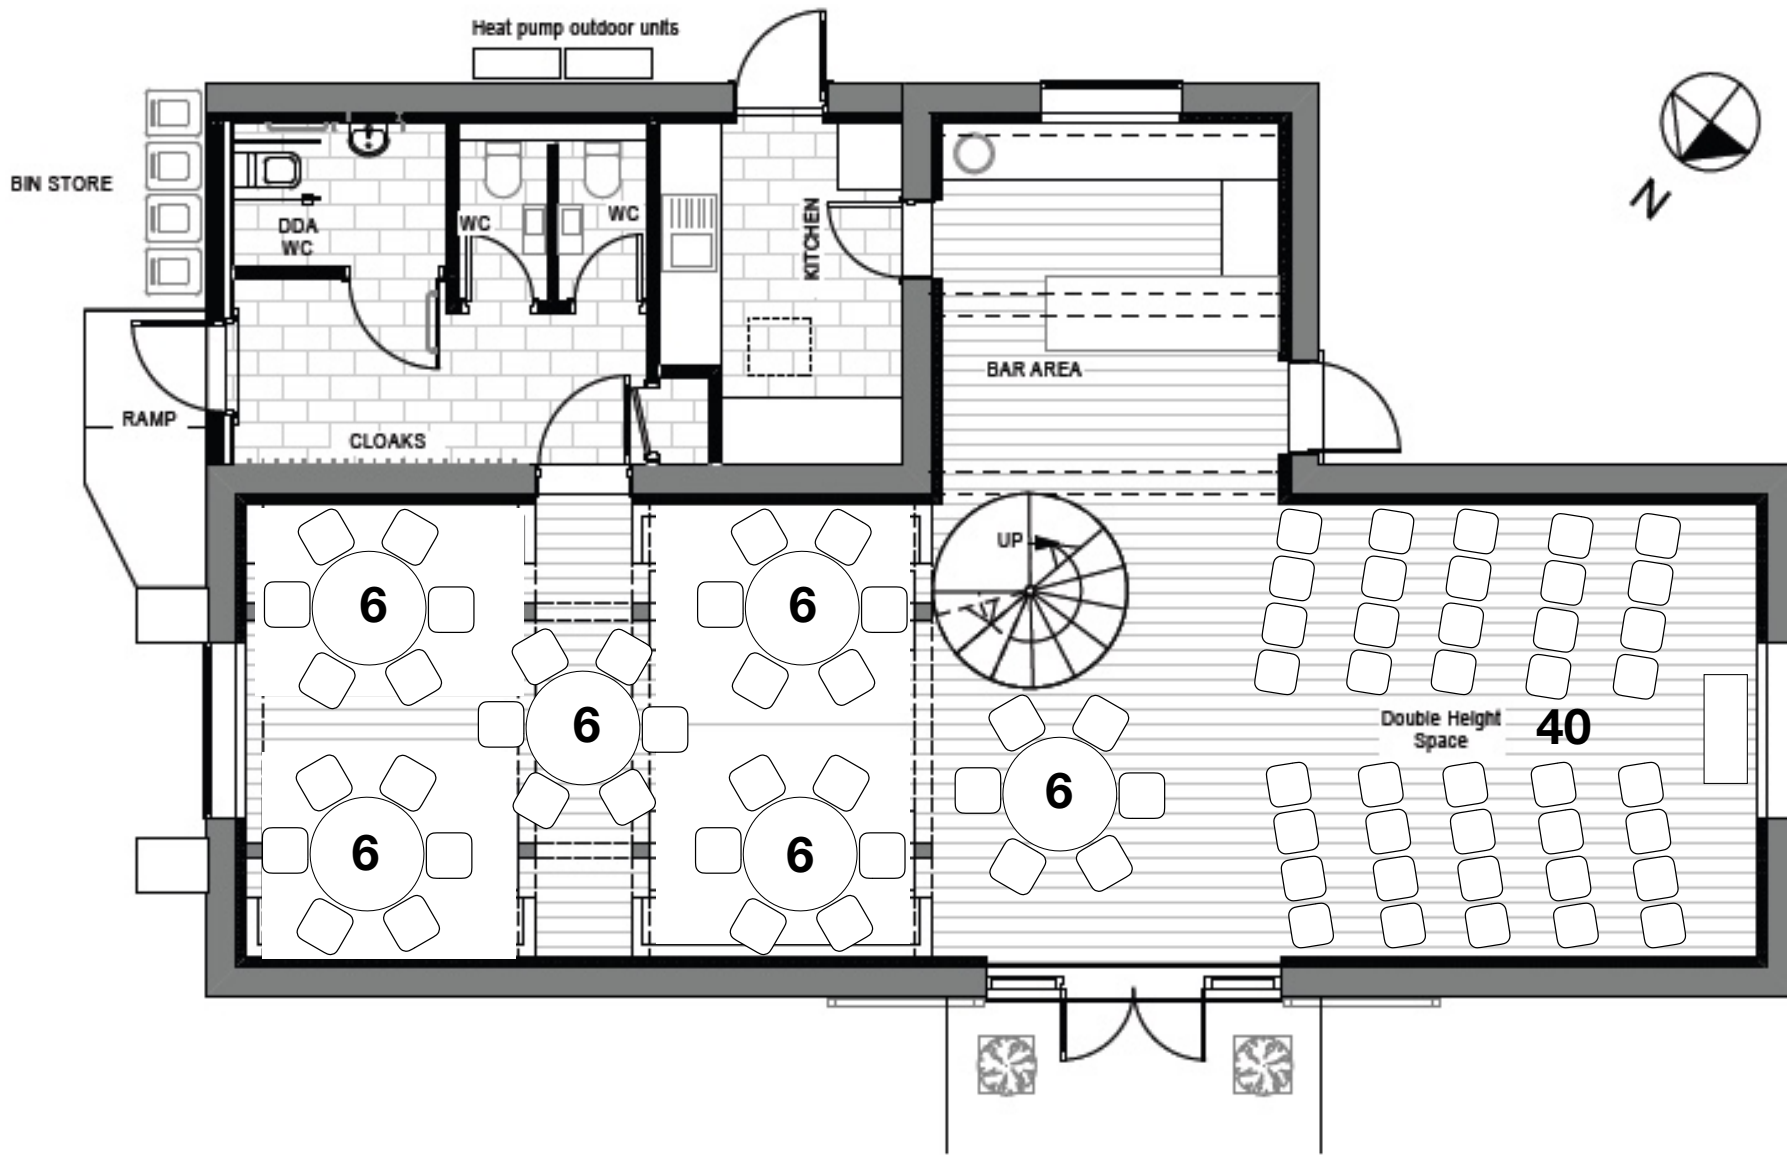 Heat pump outdoor units
BIN STORE
DDA
WC
WC
WC
KITCHEN
N
BAR AREA
RAMP
CLOAKS
UP
6
6
6
6
6
6
Double Height
Space
40